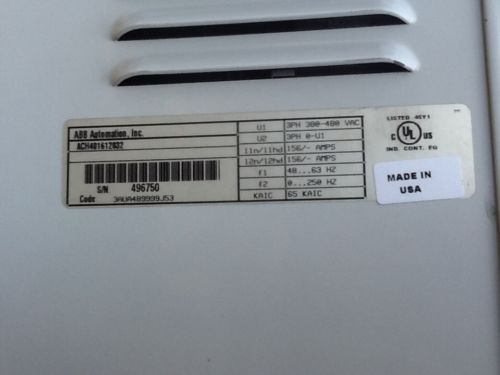 ABB Automation, Inc.
ACH401612032
S/N 496750
Code 3AUA489999J53
U1 3PH 380-480 VAC
U2 3PH 0-U1
I1n/I1hd 156/- AMPS
I2n/I2hd 156/- AMPS
f1 48...63 HZ
f2 0...250 HZ
KAIC 65 KAIC
LISTED 45Y1
C UL US
IND. CONT. EQ
MADE IN
USA